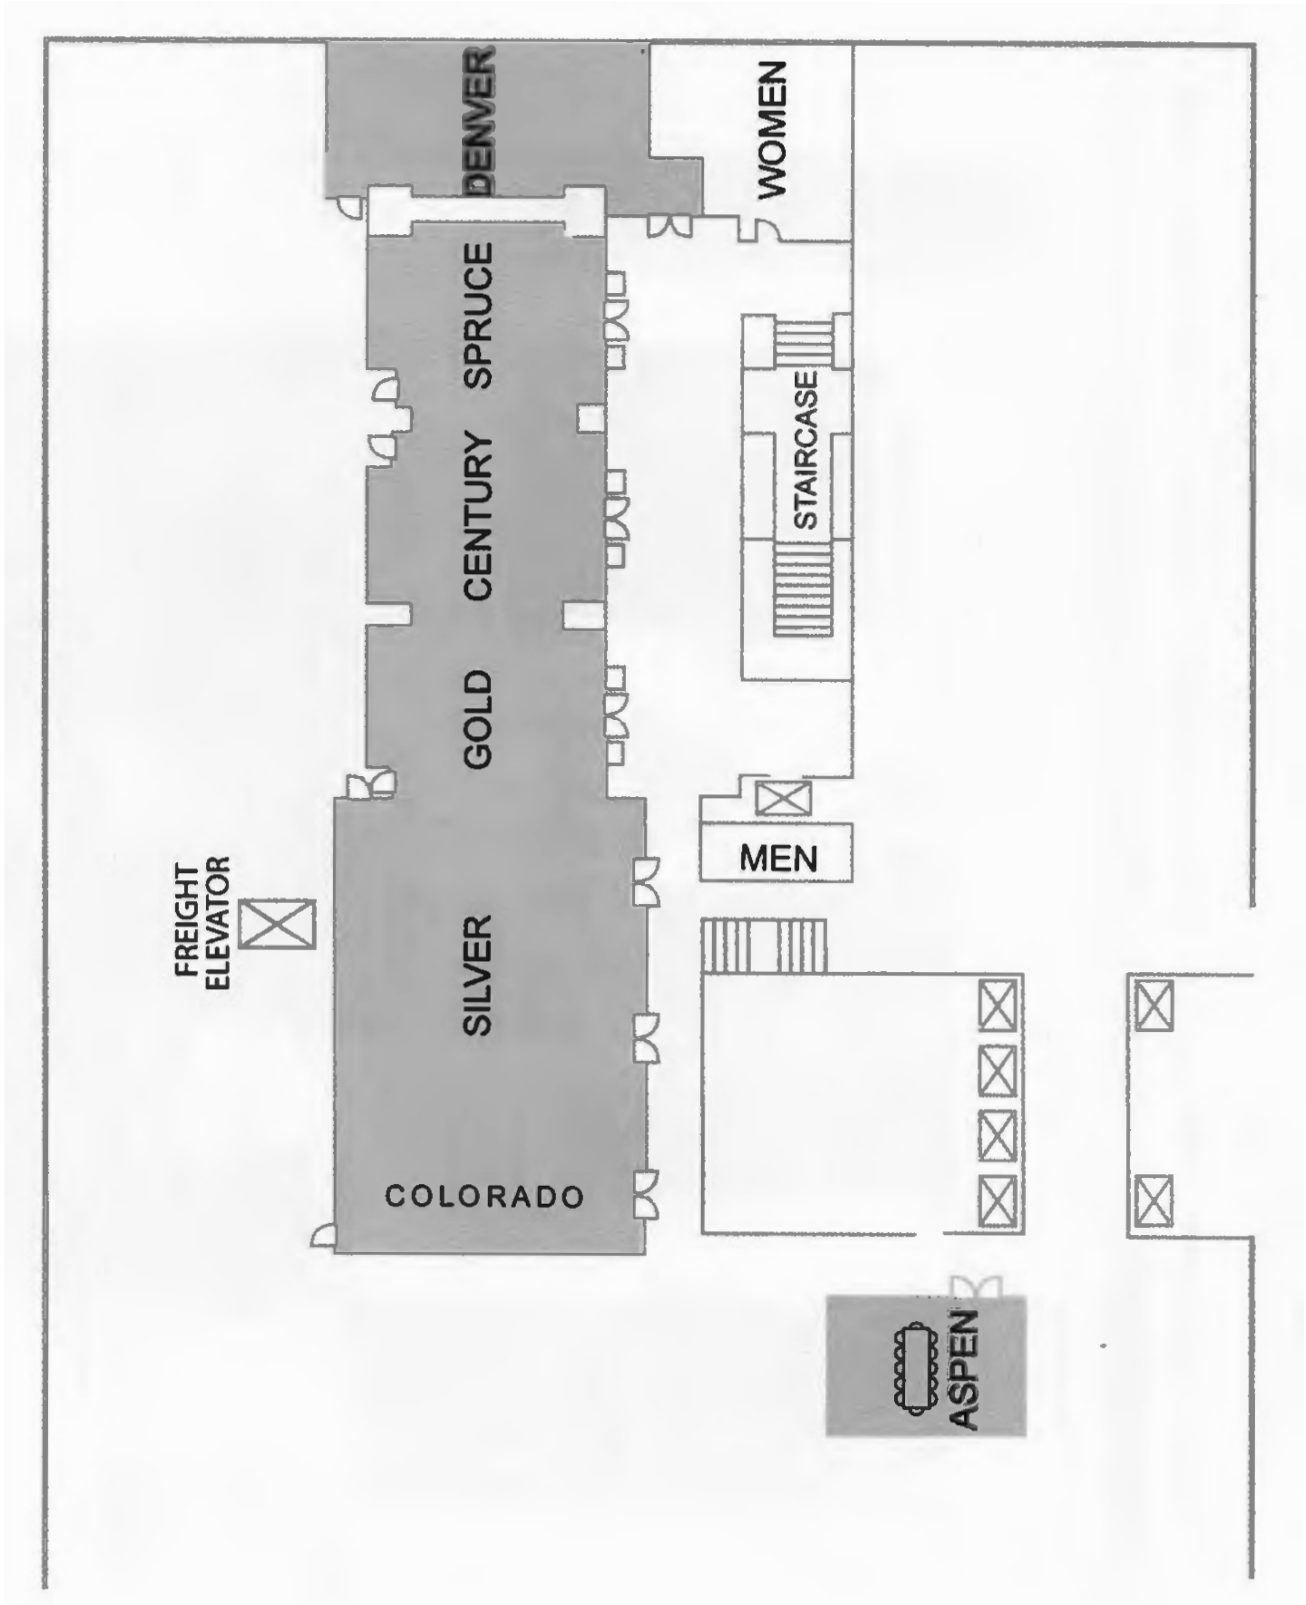 DENVER
WOMEN
SPRUCE
CENTURY
STAIRCASE
GOLD
MEN
FREIGHT
ELEVATOR
SILVER
COLORADO
ASPEN